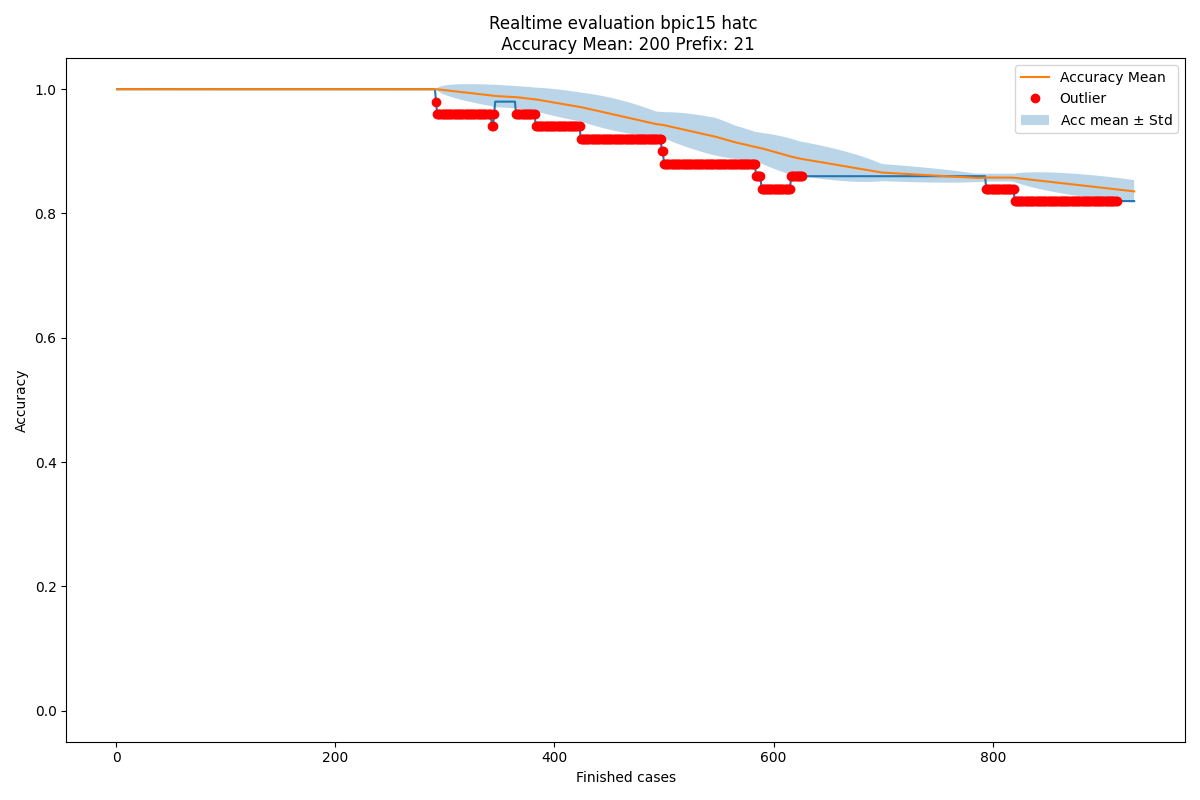 Realtime evaluation bpic15 hatc
Accuracy Mean: 200 Prefix: 21
Accuracy Mean
Outlier
Acc mean ± Std
1.0
0.8
0.6
0.4
0.2
0.0
Accuracy
0
200
400
600
800
Finished cases